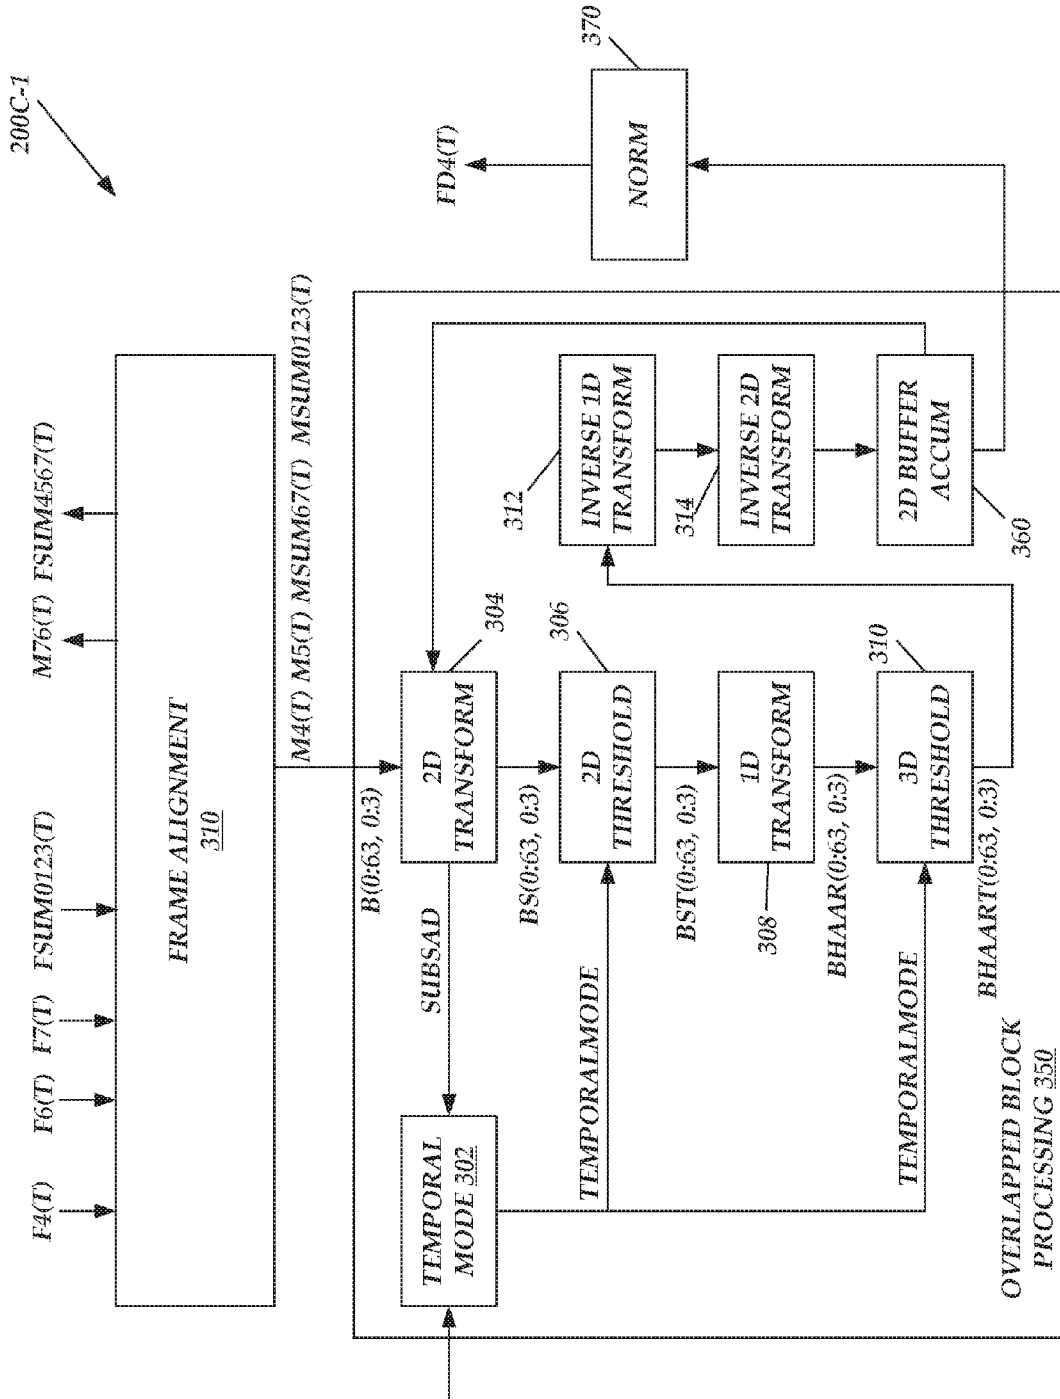 200C-1
F4(T)
F6(T)
F7(T)
FSUM0123(T)
M76(T)
FSUM4567(T)
FRAME ALIGNMENT
310
M4(T) M5(T) MSUM67(T) MSUM0123(T)
B(0:63, 0:3)
TEMPORAL
MODE 302
SUBSAD
2D
TRANSFORM
304
BS(0:63, 0:3)
TEMPORALMODE
2D
THRESHOLD
306
BST(0:63, 0:3)
1D
TRANSFORM
308
BHAAR(0:63, 0:3)
TEMPORALMODE
3D
THRESHOLD
310
BHAART(0:63, 0:3)
INVERSE 1D
TRANSFORM
312
INVERSE 2D
TRANSFORM
314
2D BUFFER
ACCUM
360
NORM
370
FD4(T)
OVERLAPPED BLOCK
PROCESSING 350